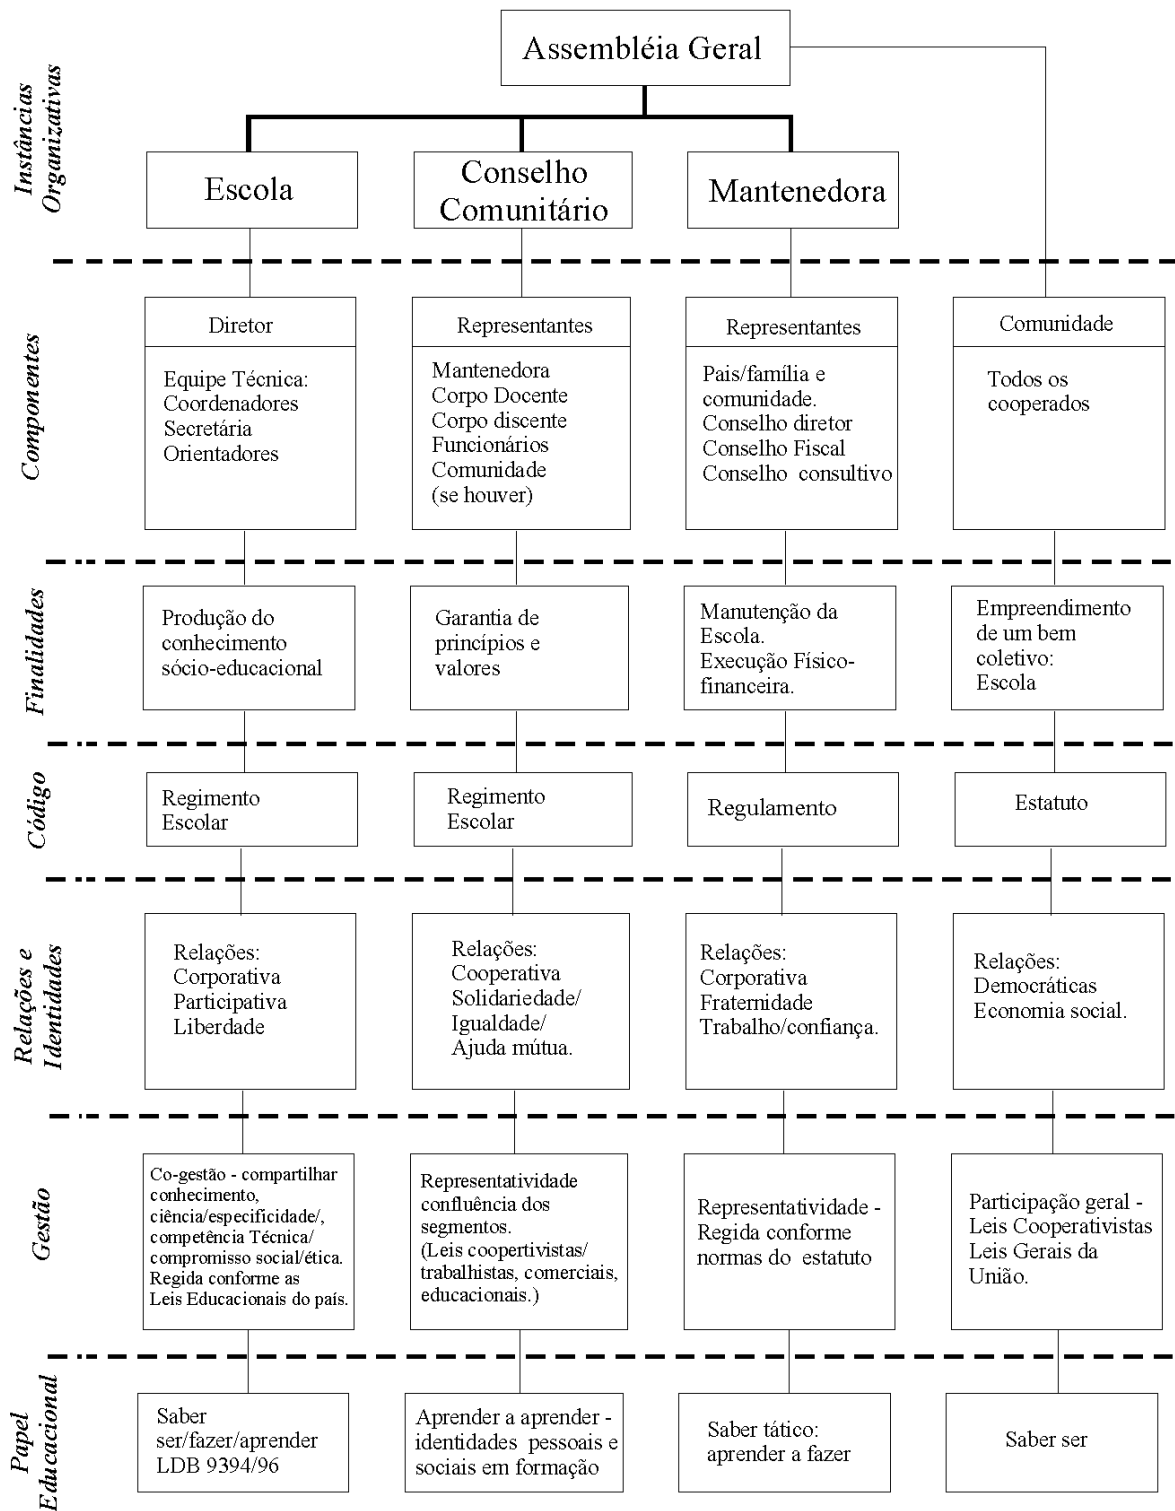 Assembléia Geral
Instâncias
Organizativas
Escola
Conselho
Comunitário
Mantenedora
Componentes
Diretor
Equipe Técnica:
Coordenadores
Secretária
Orientadores
Representantes
Mantenedora
Corpo Docente
Corpo discente
Funcionários
Comunidade
(se houver)
Representantes
Pais/família e
comunidade.
Conselho diretor
Conselho Fiscal
Conselho consultivo
Comunidade
Todos os
cooperados
Finalidades
Produção do
conhecimento
sócio-educacional
Garantia de
princípios e
valores
Manutenção da
Escola.
Execução Físico-
financeira.
Empreendimento
de um bem
coletivo:
Escola
Código
Regimento
Escolar
Regimento
Escolar
Regulamento
Estatuto
Relações e
Identidades
Relações:
Corporativa
Participativa
Liberdade
Relações:
Cooperativa
Solidariedade/
Igualdade/
Ajuda mútua.
Relações:
Corporativa
Fraternidade
Trabalho/confiança.
Relações:
Democráticas
Economia social.
Gestão
Co-gestão - compartilhar
conhecimento,
ciência/especificidade/,
competência Técnica/
compromisso social/ética.
Regida conforme as
Leis Educacionais do país.
Representatividade
confluência dos
segmentos.
(Leis coopertivistas/
trabalhistas, comerciais,
educacionais.)
Representatividade -
Regida conforme
normas do estatuto
Participação geral -
Leis Cooperativistas
Leis Gerais da
União.
Papel
Educacional
Saber
ser/fazer/aprender
LDB 9394/96
Aprender a aprender -
identidades pessoais e
sociais em formação
Saber tático:
aprender a fazer
Saber ser